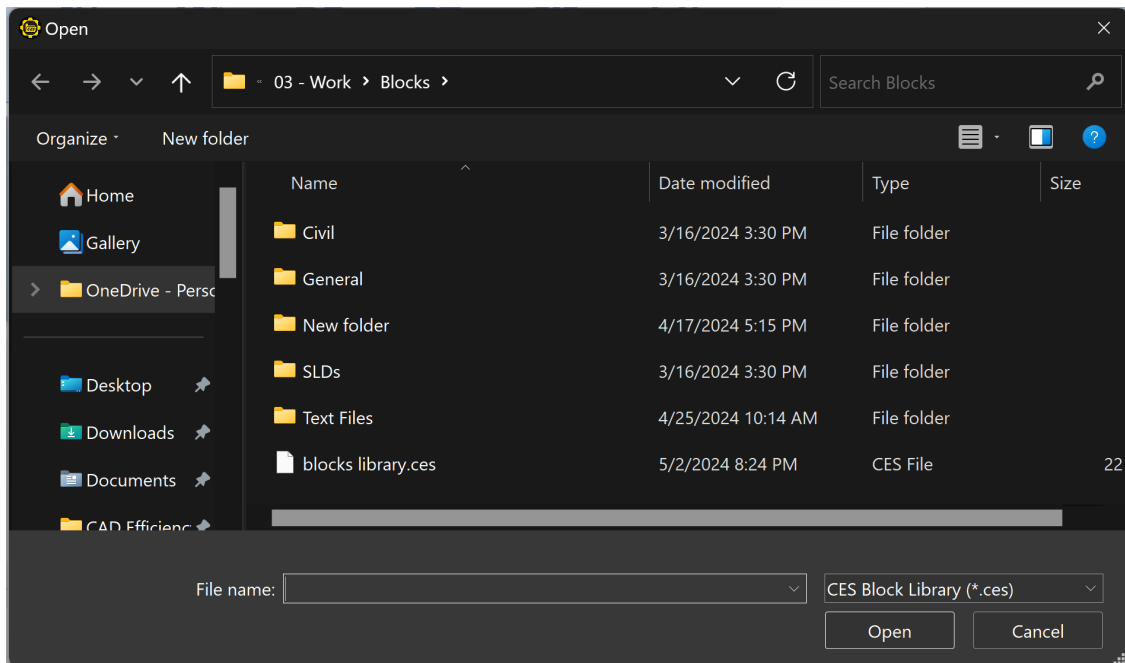 Open
03 - Work > Blocks >
Search Blocks
Organize New folder
?
Name Date modified Type Size
Home
Gallery
OneDrive - Persc
Desktop
Downloads
Documents
CAD Efficienc
Civil 3/16/2024 3:30 PM File folder
General 3/16/2024 3:30 PM File folder
New folder 4/17/2024 5:15 PM File folder
SLDs 3/16/2024 3:30 PM File folder
Text Files 4/25/2024 10:14 AM File folder
blocks library.ces 5/2/2024 8:24 PM CES File 22
File name: CES Block Library (*.ces)
Open Cancel